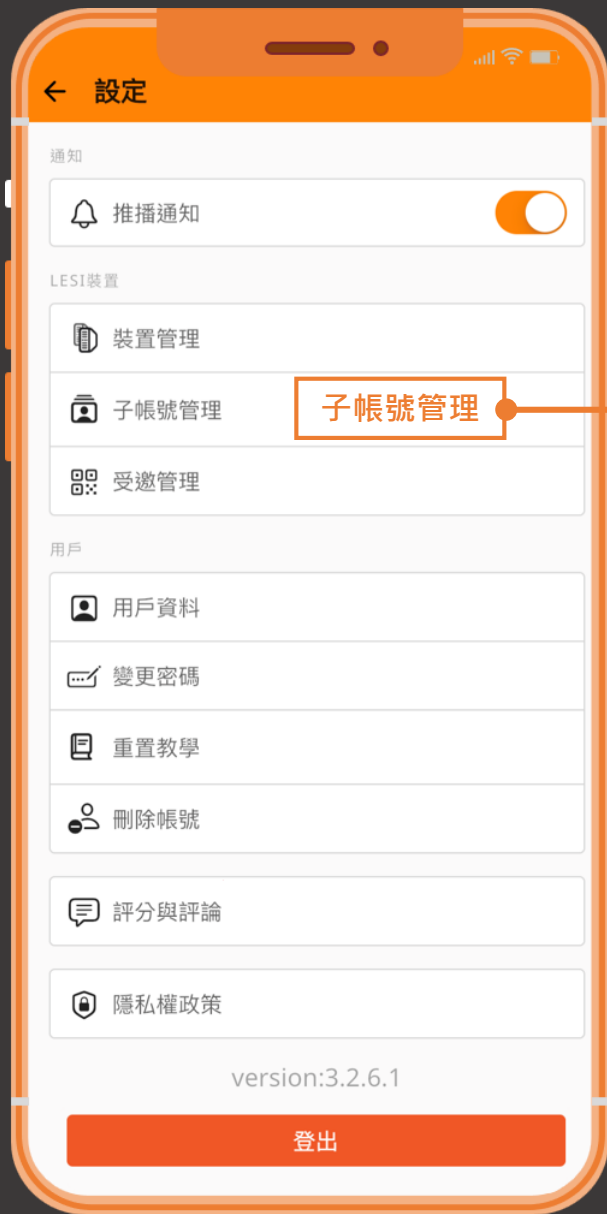 設定
通知
推播通知
LESI裝置
裝置管理
子帳號管理
子帳號管理
受邀管理
用戶
用戶資料
變更密碼
重置教學
刪除帳號
評分與評論
隱私權政策
version:3.2.6.1
登出